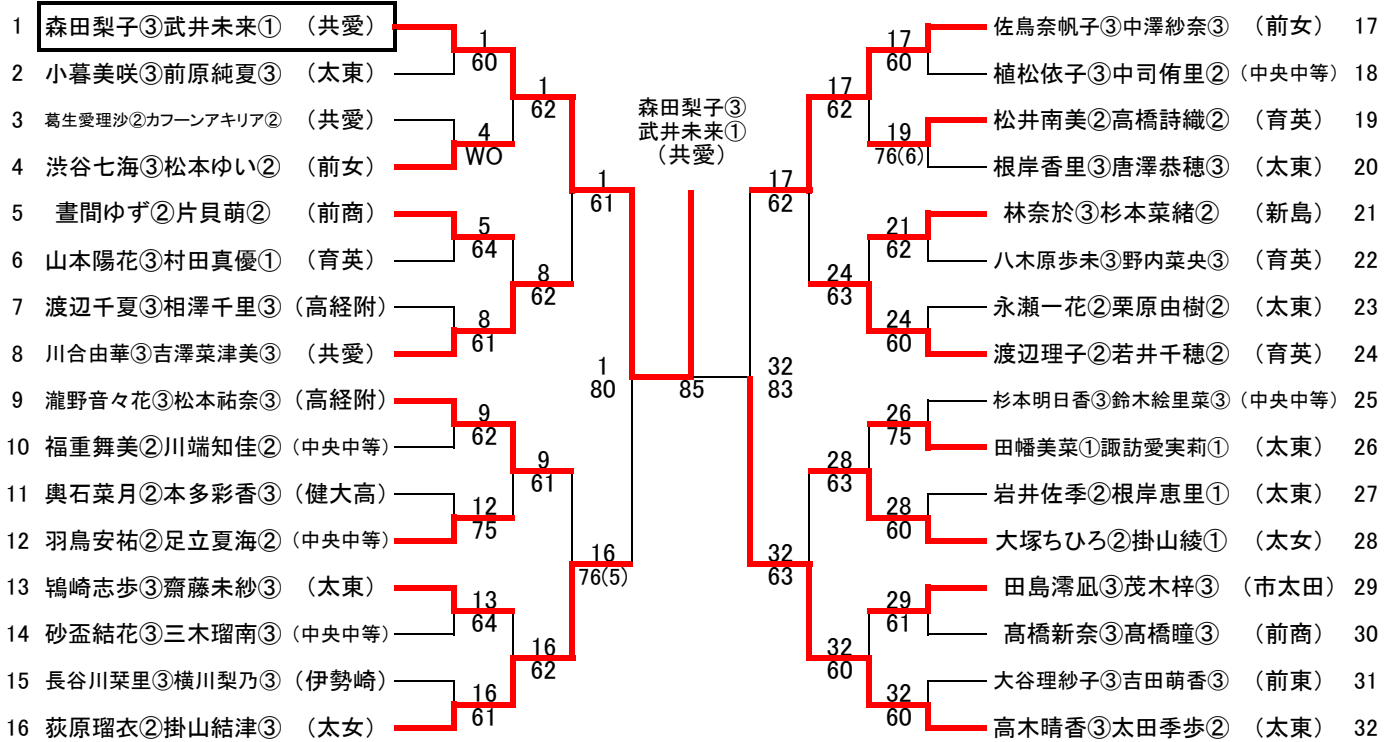 1 森田梨子③武井未来① (共愛)
2 小暮美咲③前原純夏③ (太東)
3 葛生愛理沙②カフーンアキリア② (共愛)
4 渋谷七海③松本ゆい② (前女)
5 晝間ゆず②片貝萌② (前商)
6 山本陽花③村田真優① (育英)
7 渡辺千夏③相澤千里③ (高経附)
8 川合由華③吉澤菜津美③ (共愛)
9 瀧野音々花③松本祐奈③ (高経附)
10 福重舞美②川端知佳② (中央中等)
11 輿石菜月②本多彩香③ (健大高)
12 羽鳥安祐②足立夏海② (中央中等)
13 鴇崎志歩③齋藤未紗③ (太東)
14 砂盃結花③三木瑠南③ (中央中等)
15 長谷川栞里③横川梨乃③ (伊勢崎)
16 荻原瑠衣②掛山結津③ (太女)
1
60
4
WO
5
64
8
61
9
62
12
75
13
64
16
61
1
62
8
62
9
61
16
62
1
61
16
76(5)
1
80
森田梨子③
武井未来①
(共愛)
85
32
83
17
62
32
63
17
62
24
63
28
63
32
60
17
60
19
76(6)
21
62
24
60
26
75
28
60
29
61
32
60
佐鳥奈帆子③中澤紗奈③ (前女) 17
植松依子③中司侑里② (中央中等) 18
松井南美②高橋詩織② (育英) 19
根岸香里③唐澤恭穂③ (太東) 20
林奈於③杉本菜緒② (新島) 21
八木原歩未③野内菜央③ (育英) 22
永瀬一花②栗原由樹② (太東) 23
渡辺理子②若井千穂② (育英) 24
杉本明日香③鈴木絵里菜③ (中央中等) 25
田幡美菜①諏訪愛実莉① (太東) 26
岩井佐季②根岸恵里① (太東) 27
大塚ちひろ②掛山綾① (太女) 28
田島澪凪③茂木梓③ (市太田) 29
髙橋新奈③髙橋瞳③ (前商) 30
大谷理紗子③吉田萌香③ (前東) 31
高木晴香③太田季歩② (太東) 32